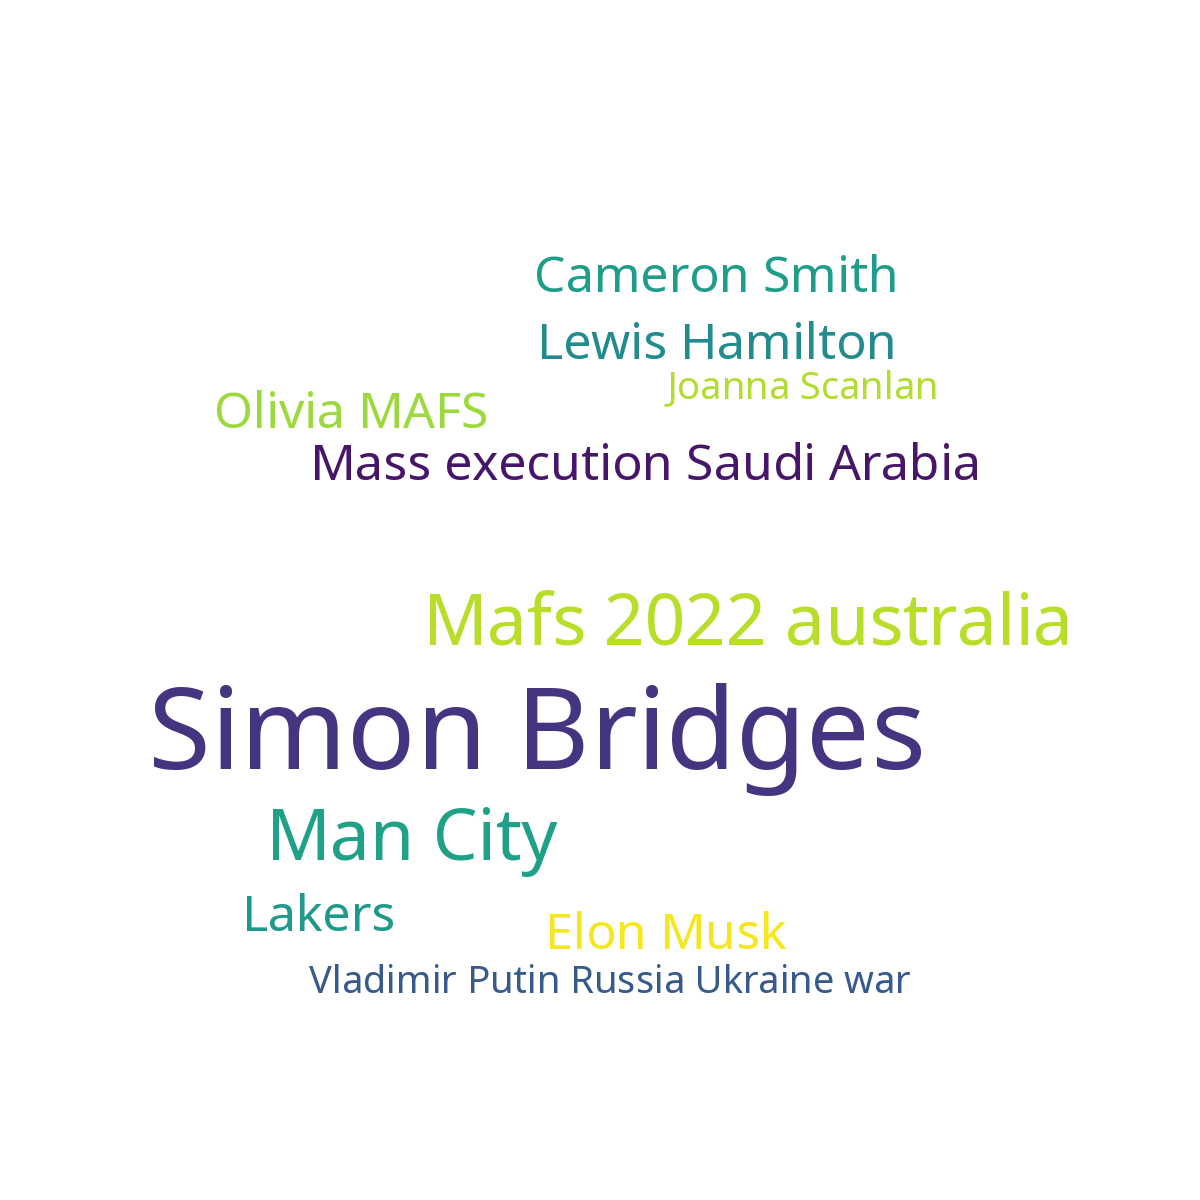 Cameron Smith
Lewis Hamilton
Joanna Scanlan
Olivia MAFS
Mass execution Saudi Arabia
Mafs 2022 australia
Simon Bridges
Man City
Lakers
Elon Musk
Vladimir Putin Russia Ukraine war